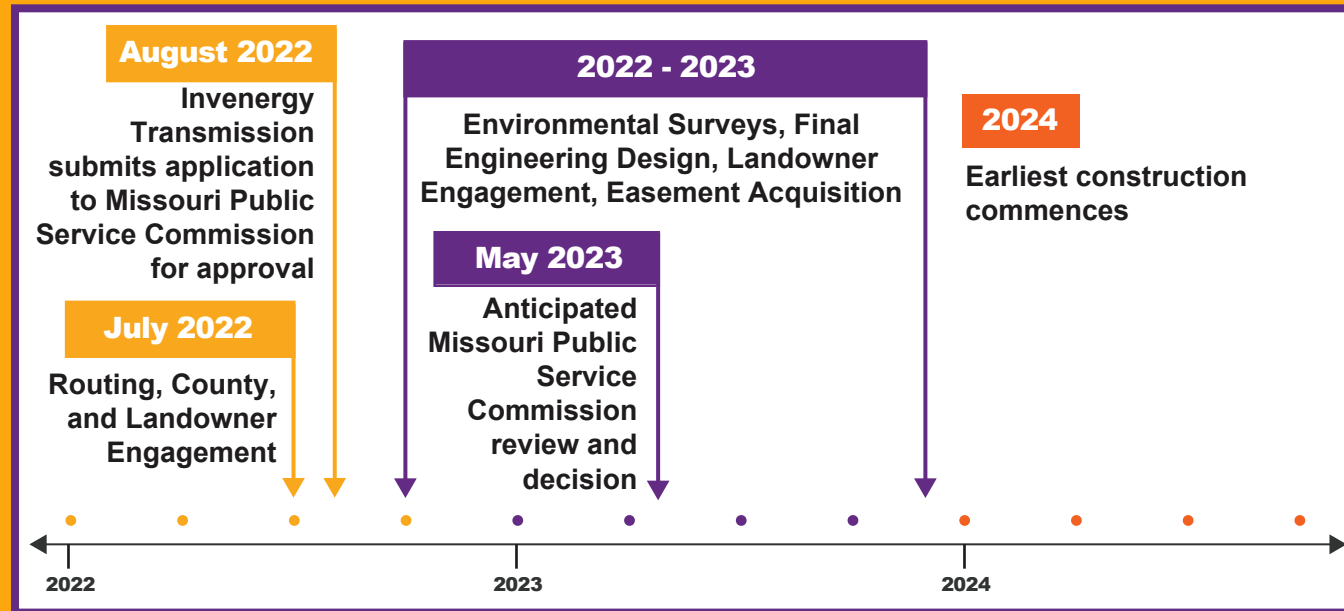 August 2022
Invenergy
Transmission
submits application
to Missouri Public
Service Commission
for approval
July 2022
Routing, County,
and Landowner
Engagement
2022 - 2023
Environmental Surveys, Final
Engineering Design, Landowner
Engagement, Easement Acquisition
May 2023
Anticipated
Missouri Public
Service
Commission
review and
decision
2024
Earliest construction
commences
2022
2023
2024